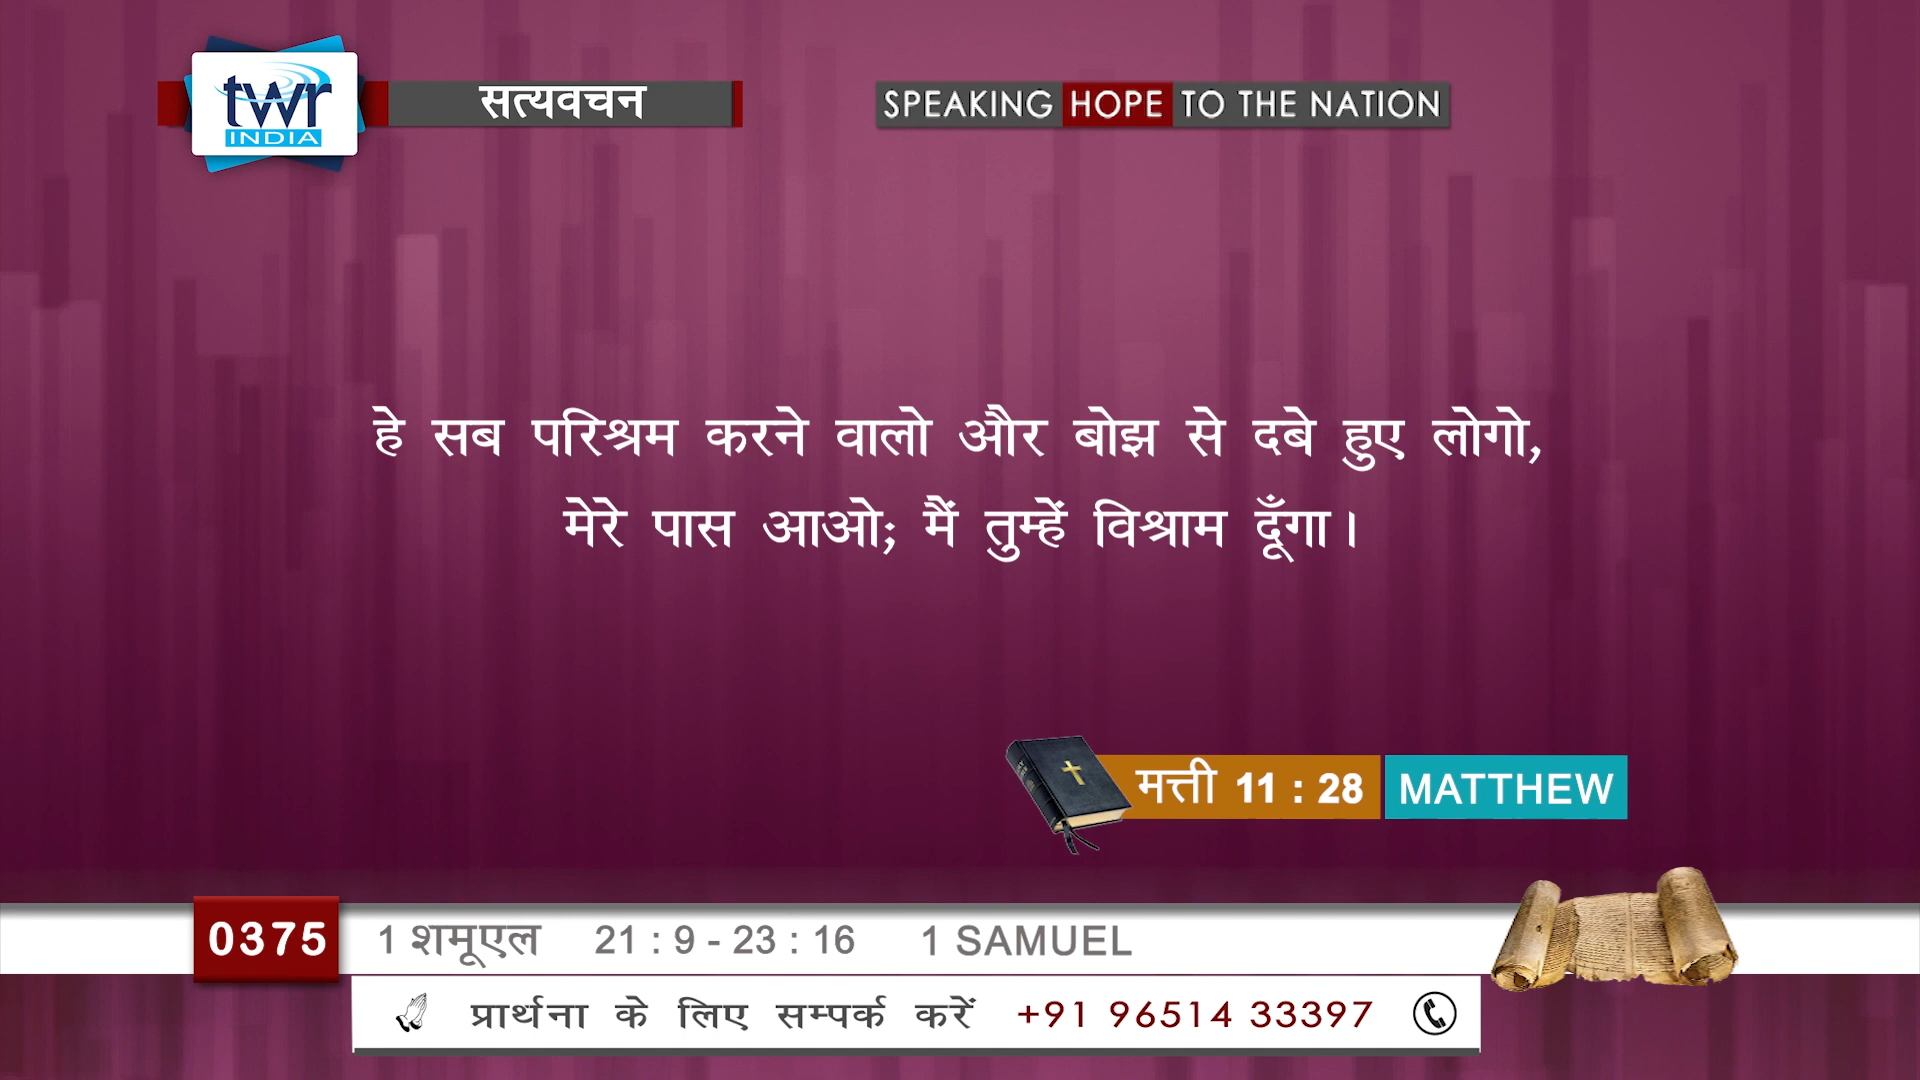 twr
INDIA
सत्यवचन
SPEAKING HOPE TO THE NATION
हे सब परिश्रम करने वालो और बोझ से दबे हुए लोगो,
मेरे पास आओ; मैं तुम्हें विश्राम दूँगा।
मत्ती 11 : 28 MATTHEW
0375 1 शमूएल 21 : 9 - 23 : 16 1 SAMUEL
प्रार्थना के लिए सम्पर्क करें +91 96514 33397